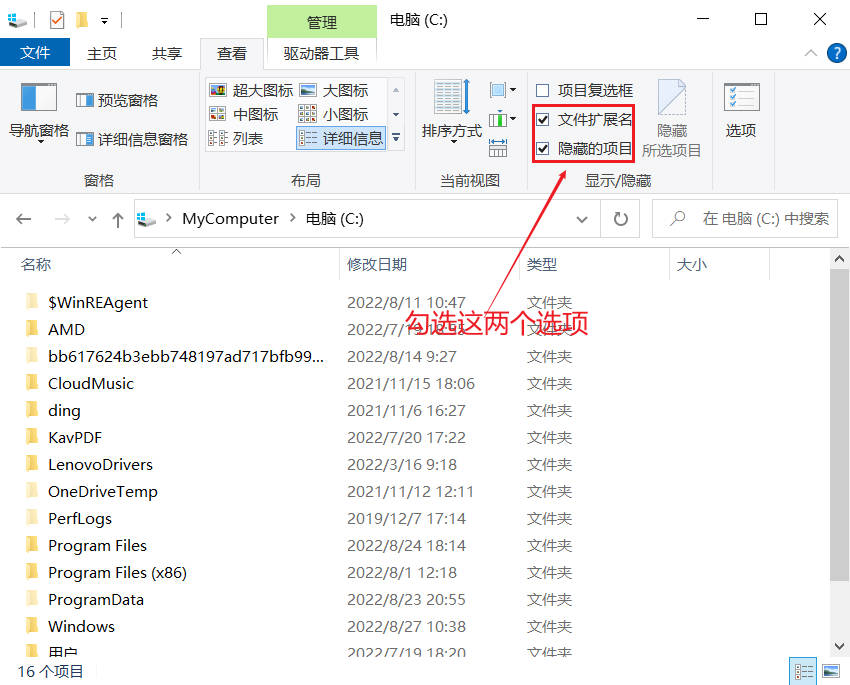 管理
电脑 (C:)
文件
主页
共享
查看
驱动器工具
导航窗格
预览窗格
详细信息窗格
窗格
超大图标
大图标
中图标
小图标
列表
详细信息
布局
排序方式
当前视图
项目复选框
文件扩展名
隐藏的项目
隐藏
所选项目
显示/隐藏
选项
MyComputer
电脑 (C:)
在 电脑 (C:) 中搜索
名称 修改日期 类型 大小
$WinREAgent 2022/8/11 10:47 文件夹
勾选这两个选项
AMD 文件夹
bb617624b3ebb748197ad717bfb99... 2022/8/14 9:27 文件夹
CloudMusic 2021/11/15 18:06 文件夹
ding 2021/11/6 16:27 文件夹
KavPDF 2022/7/20 17:22 文件夹
LenovoDrivers 2022/3/16 9:18 文件夹
OneDriveTemp 2021/11/12 12:11 文件夹
PerfLogs 2019/12/7 17:14 文件夹
Program Files 2022/8/24 18:14 文件夹
Program Files (x86) 2022/8/1 12:18 文件夹
ProgramData 2022/8/23 20:55 文件夹
Windows 2022/8/27 10:38 文件夹
用户 2022/7/19 18:20 文件夹
16 个项目